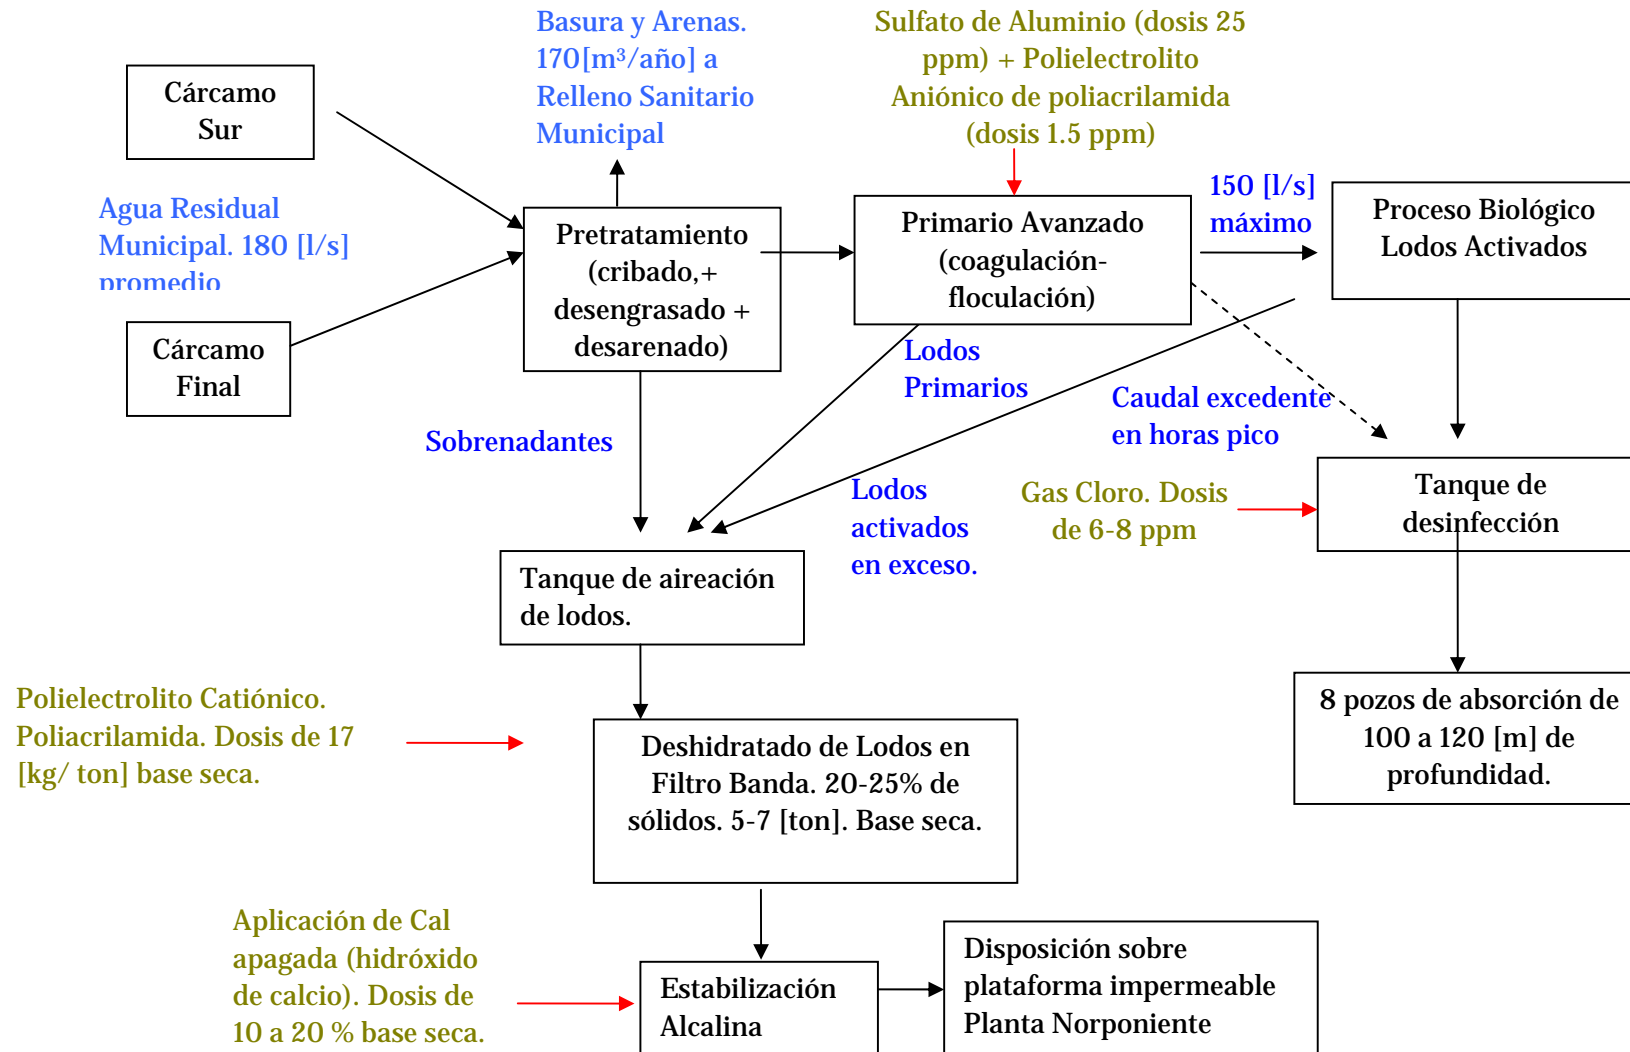 Basura y Arenas.
170[m³/año] a
Relleno Sanitario
Municipal
Sulfato de Aluminio (dosis 25
ppm) + Polielectrolito
Aniónico de poliacrilamida
(dosis 1.5 ppm)
Cárcamo
Sur
Agua Residual
Municipal. 180 [l/s]
promedio
Cárcamo
Final
Pretratamiento
(cribado,+
desengrasado +
desarenado)
Primario Avanzado
(coagulación-
floculación)
150 [l/s]
máximo
Proceso Biológico
Lodos Activados
Lodos
Primarios
Caudal excedente
en horas pico
Sobrenadantes
Lodos
activados
en exceso.
Gas Cloro. Dosis
de 6-8 ppm
Tanque de
desinfección
Tanque de aireación
de lodos.
8 pozos de absorción de
100 a 120 [m] de
profundidad.
Polielectrolito Catiónico.
Poliacrilamida. Dosis de 17
[kg/ ton] base seca.
Deshidratado de Lodos en
Filtro Banda. 20-25% de
sólidos. 5-7 [ton]. Base seca.
Aplicación de Cal
apagada (hidróxido
de calcio). Dosis de
10 a 20 % base seca.
Estabilización
Alcalina
Disposición sobre
plataforma impermeable
Planta Norponiente